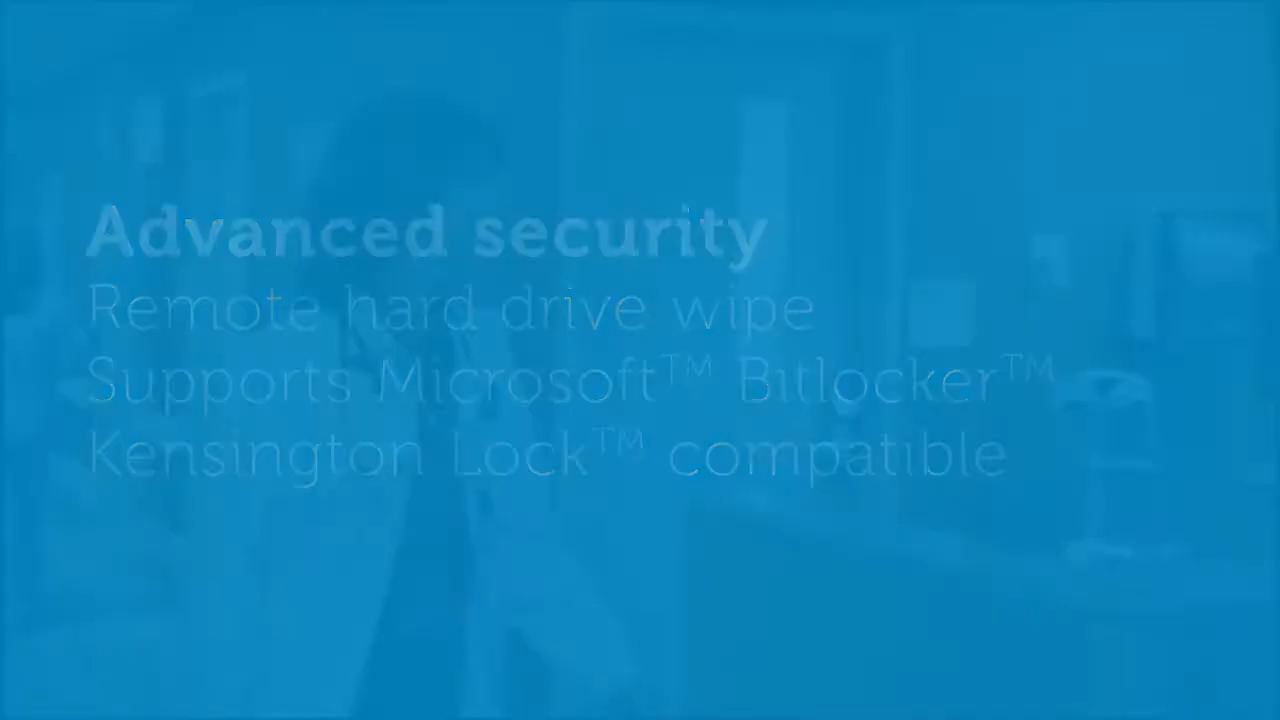 Advanced security
Remote hard drive wipe
Supports Microsoft™ Bitlocker™
Kensington Lock™ compatible